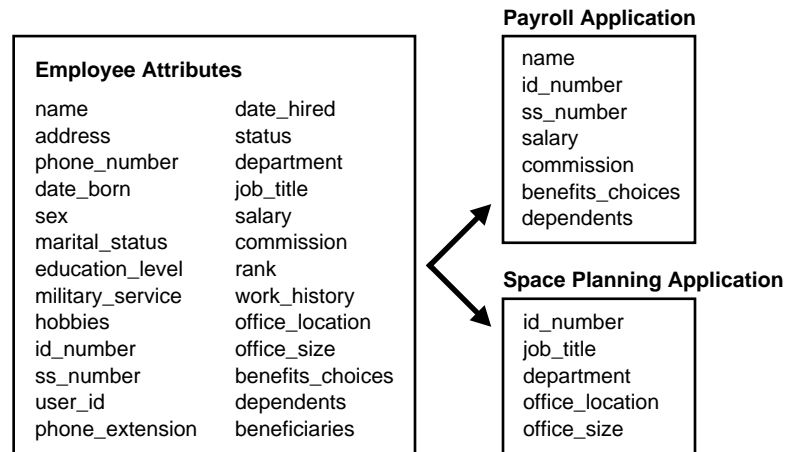 Payroll Application
Employee Attributes
name
address
phone_number
date_born
sex
marital_status
education_level
military_service
hobbies
id_number
ss_number
user_id
phone_extension
date_hired
status
department
job_title
salary
commission
rank
work_history
office_location
office_size
benefits_choices
dependents
beneficiaries
name
id_number
ss_number
salary
commission
benefits_choices
dependents
Space Planning Application
id_number
job_title
department
office_location
office_size